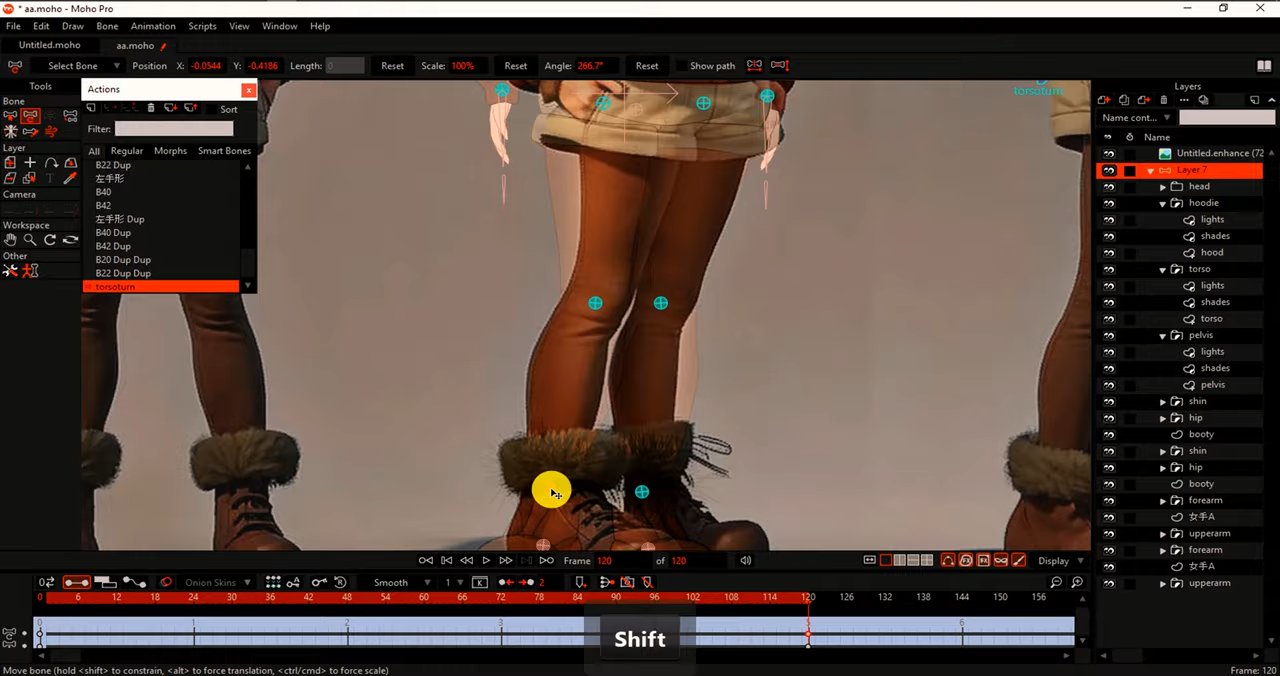 * aa.moho - Moho Pro
File Edit Draw Bone Animation Scripts View Window Help
Untitled.moho aa.moho
Select Bone Position X: -0.0544 Y: -0.4186 Length: 0 Reset Scale: 100% Reset Angle: 266.7° Reset Show path
Tools
Bone
Layer
Camera
Workspace
Other
Actions
Sort
Filter:
All Regular Morphs Smart Bones
B22 Dup
左手形
B40
B42
左手形 Dup
B40 Dup
B42 Dup
B20 Dup Dup
B22 Dup Dup
torsoturn
torsoturn
Layers
Name cont...
Name
Untitled.enhance (72
Layer 7
head
hoodie
lights
shades
hood
torso
lights
shades
torso
pelvis
lights
shades
pelvis
shin
hip
booty
shin
hip
booty
forearm
女手A
upperarm
forearm
女手A
upperarm
Frame 120 of 120 Display
Onion Skins Smooth 1 2
0 6 12 18 24 30 36 42 48 54 60 66 72 78 84 90 96 102 108 114 120 126 132 138 144 150 156
0 1 2 3 5 6
Shift
Move bone (hold <shift> to constrain, <alt> to force translation, <ctrl/cmd> to force scale) Frame: 120